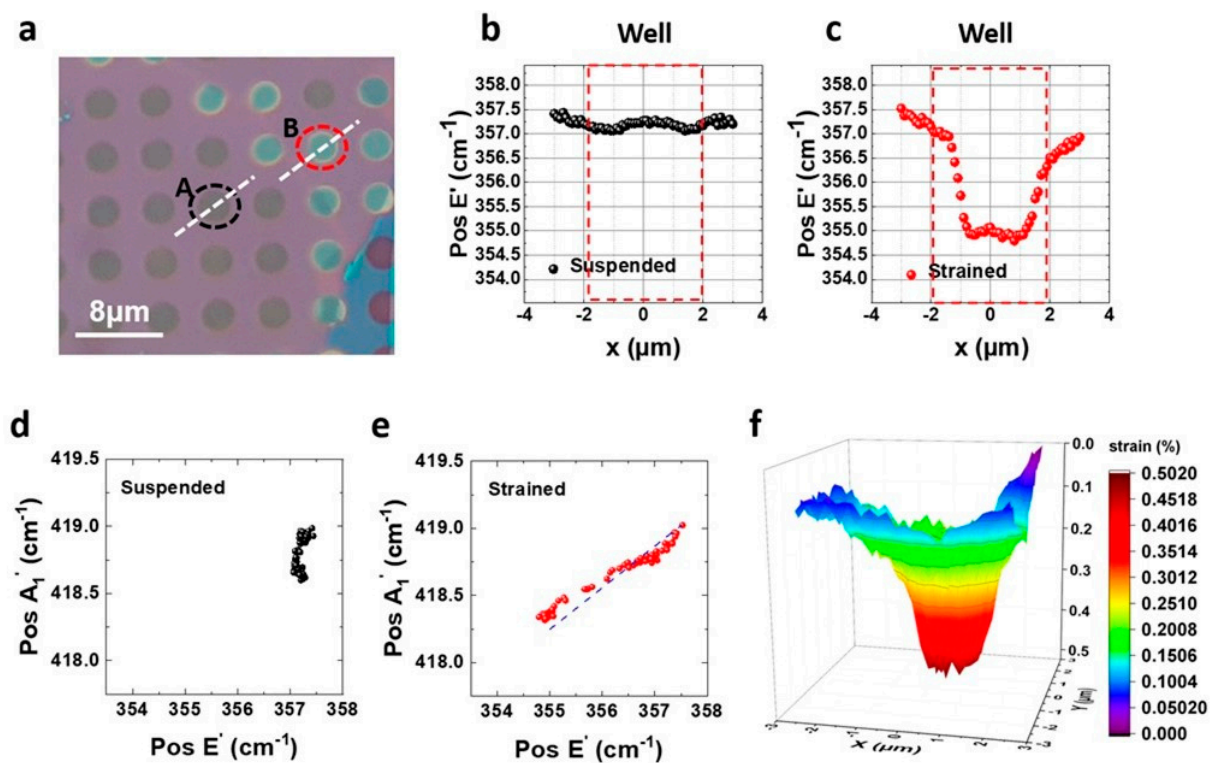 a
A
B
8μm
b
Well
Pos E' (cm⁻¹)
358.0
357.5
357.0
356.5
356.0
355.5
355.0
354.5
354.0
Suspended
-4 -2 0 2 4
x (μm)
c
Well
Pos E' (cm⁻¹)
358.0
357.5
357.0
356.5
356.0
355.5
355.0
354.5
354.0
Strained
-4 -2 0 2 4
x (μm)
d
Pos A₁' (cm⁻¹)
419.5
419.0
418.5
418.0
Suspended
354 355 356 357 358
Pos E' (cm⁻¹)
e
Pos A₁' (cm⁻¹)
419.5
419.0
418.5
418.0
Strained
354 355 356 357 358
Pos E' (cm⁻¹)
f
0.0
0.1
0.2
0.3
0.4
0.5
X (μm)
Y (μm)
strain (%)
0.5020
0.4518
0.4016
0.3514
0.3012
0.2510
0.2008
0.1506
0.1004
0.05020
0.000